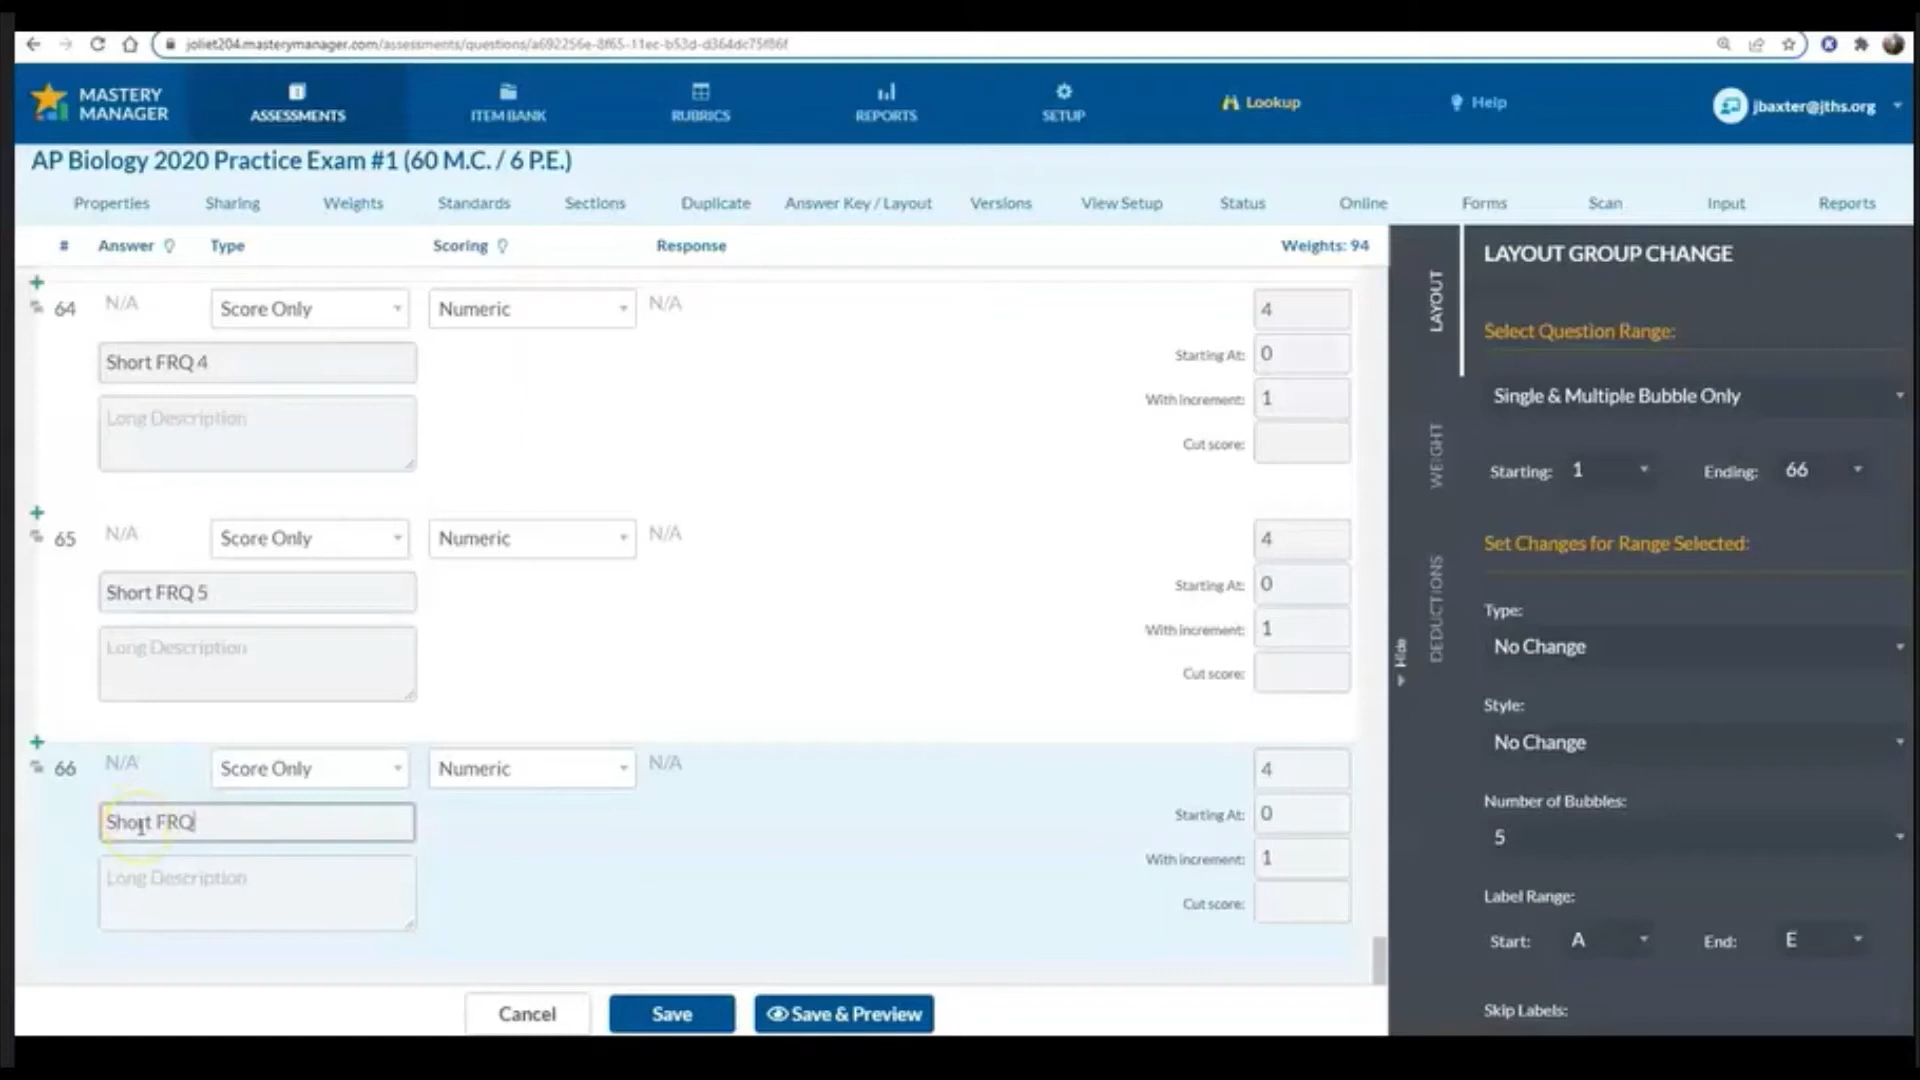 joliet204.masterymanager.com/assessments/questions/a692256e-8f65-11ec-b53d-d364dc75f86f
MASTERY MANAGER
ASSESSMENTS
ITEM BANK
RUBRICS
REPORTS
SETUP
Lookup
Help
jbaxter@jths.org
AP Biology 2020 Practice Exam #1 (60 M.C. / 6 P.E.)
Properties Sharing Weights Standards Sections Duplicate Answer Key / Layout Versions View Setup Status Online Forms Scan Input Reports
# Answer Type Scoring Response Weights: 94
64 N/A Score Only Numeric N/A 4
Short FRQ 4
Starting At: 0
Long Description
With increment: 1
Cut score:
65 N/A Score Only Numeric N/A 4
Short FRQ 5
Starting At: 0
Long Description
With increment: 1
Cut score:
66 N/A Score Only Numeric N/A 4
Short FRQ
Starting At: 0
Long Description
With increment: 1
Cut score:
Cancel Save Save & Preview
Hide
LAYOUT
WEIGHT
DEDUCTIONS
LAYOUT GROUP CHANGE
Select Question Range:
Single & Multiple Bubble Only
Starting: 1 Ending: 66
Set Changes for Range Selected:
Type:
No Change
Style:
No Change
Number of Bubbles:
5
Label Range:
Start: A End: E
Skip Labels: